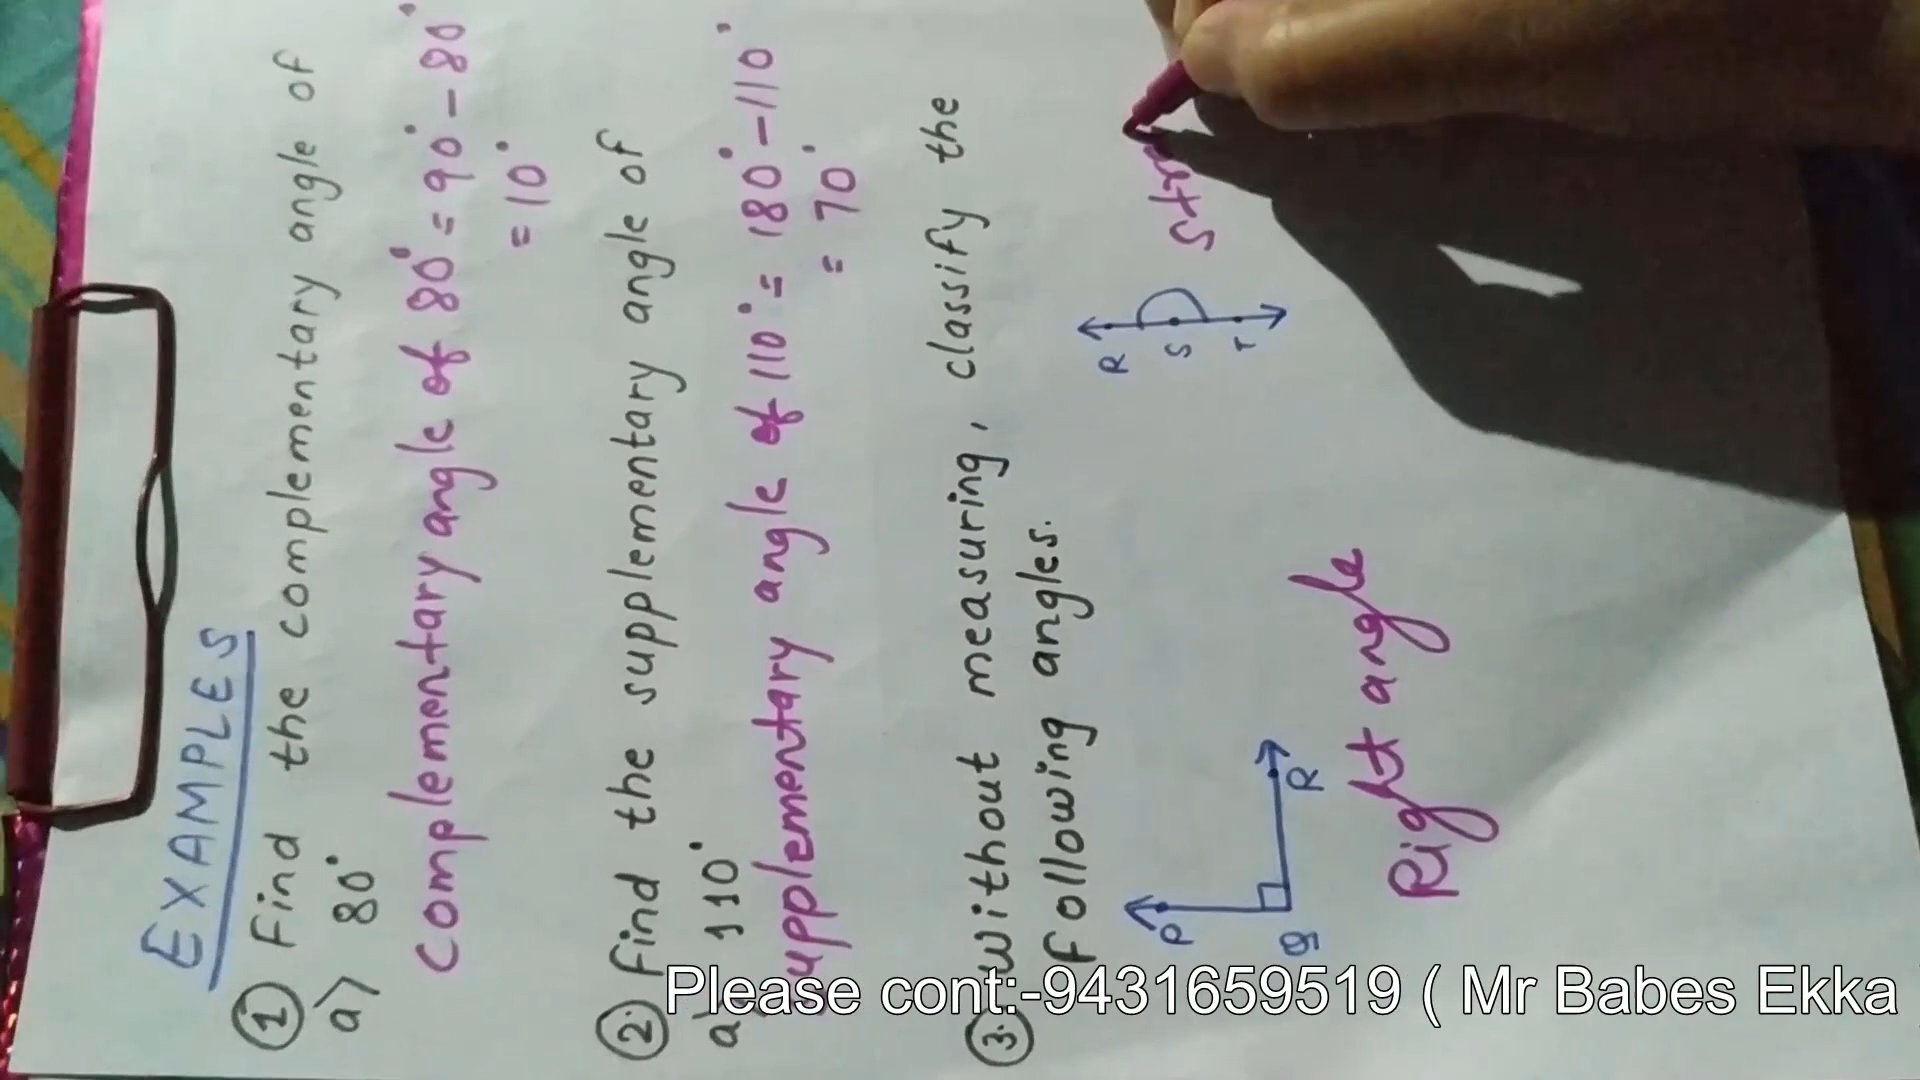 EXAMPLES
① Find the complementary angle of
a) 80°
Complementary angle of 80° = 90° - 80°
= 10°
②. Find the supplementary angle of
a) 110°
supplementary angle of 110° = 180° - 110°
= 70°
③. Without measuring, classify the
following angles.
P
Q
R
Right angle
R
S
T
Stra
Please cont:-9431659519 ( Mr Babes Ekka